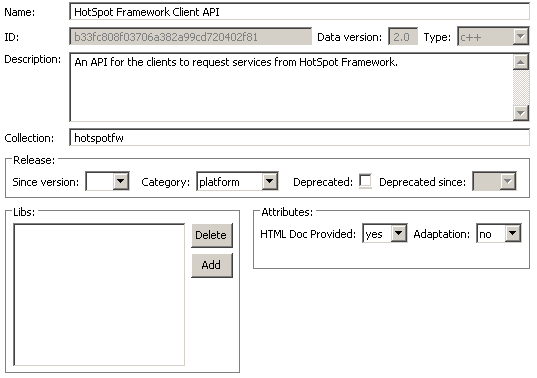 Name: HotSpot Framework Client API
ID: b33fc808f03706a382a99cd720402f81 Data version: 2.0 Type: c++
Description: An API for the clients to request services from HotSpot Framework.
Collection: hotspotfw
Release:
Since version: Category: platform Deprecated: Deprecated since:
Libs:
Delete
Add
Attributes:
HTML Doc Provided: yes Adaptation: no